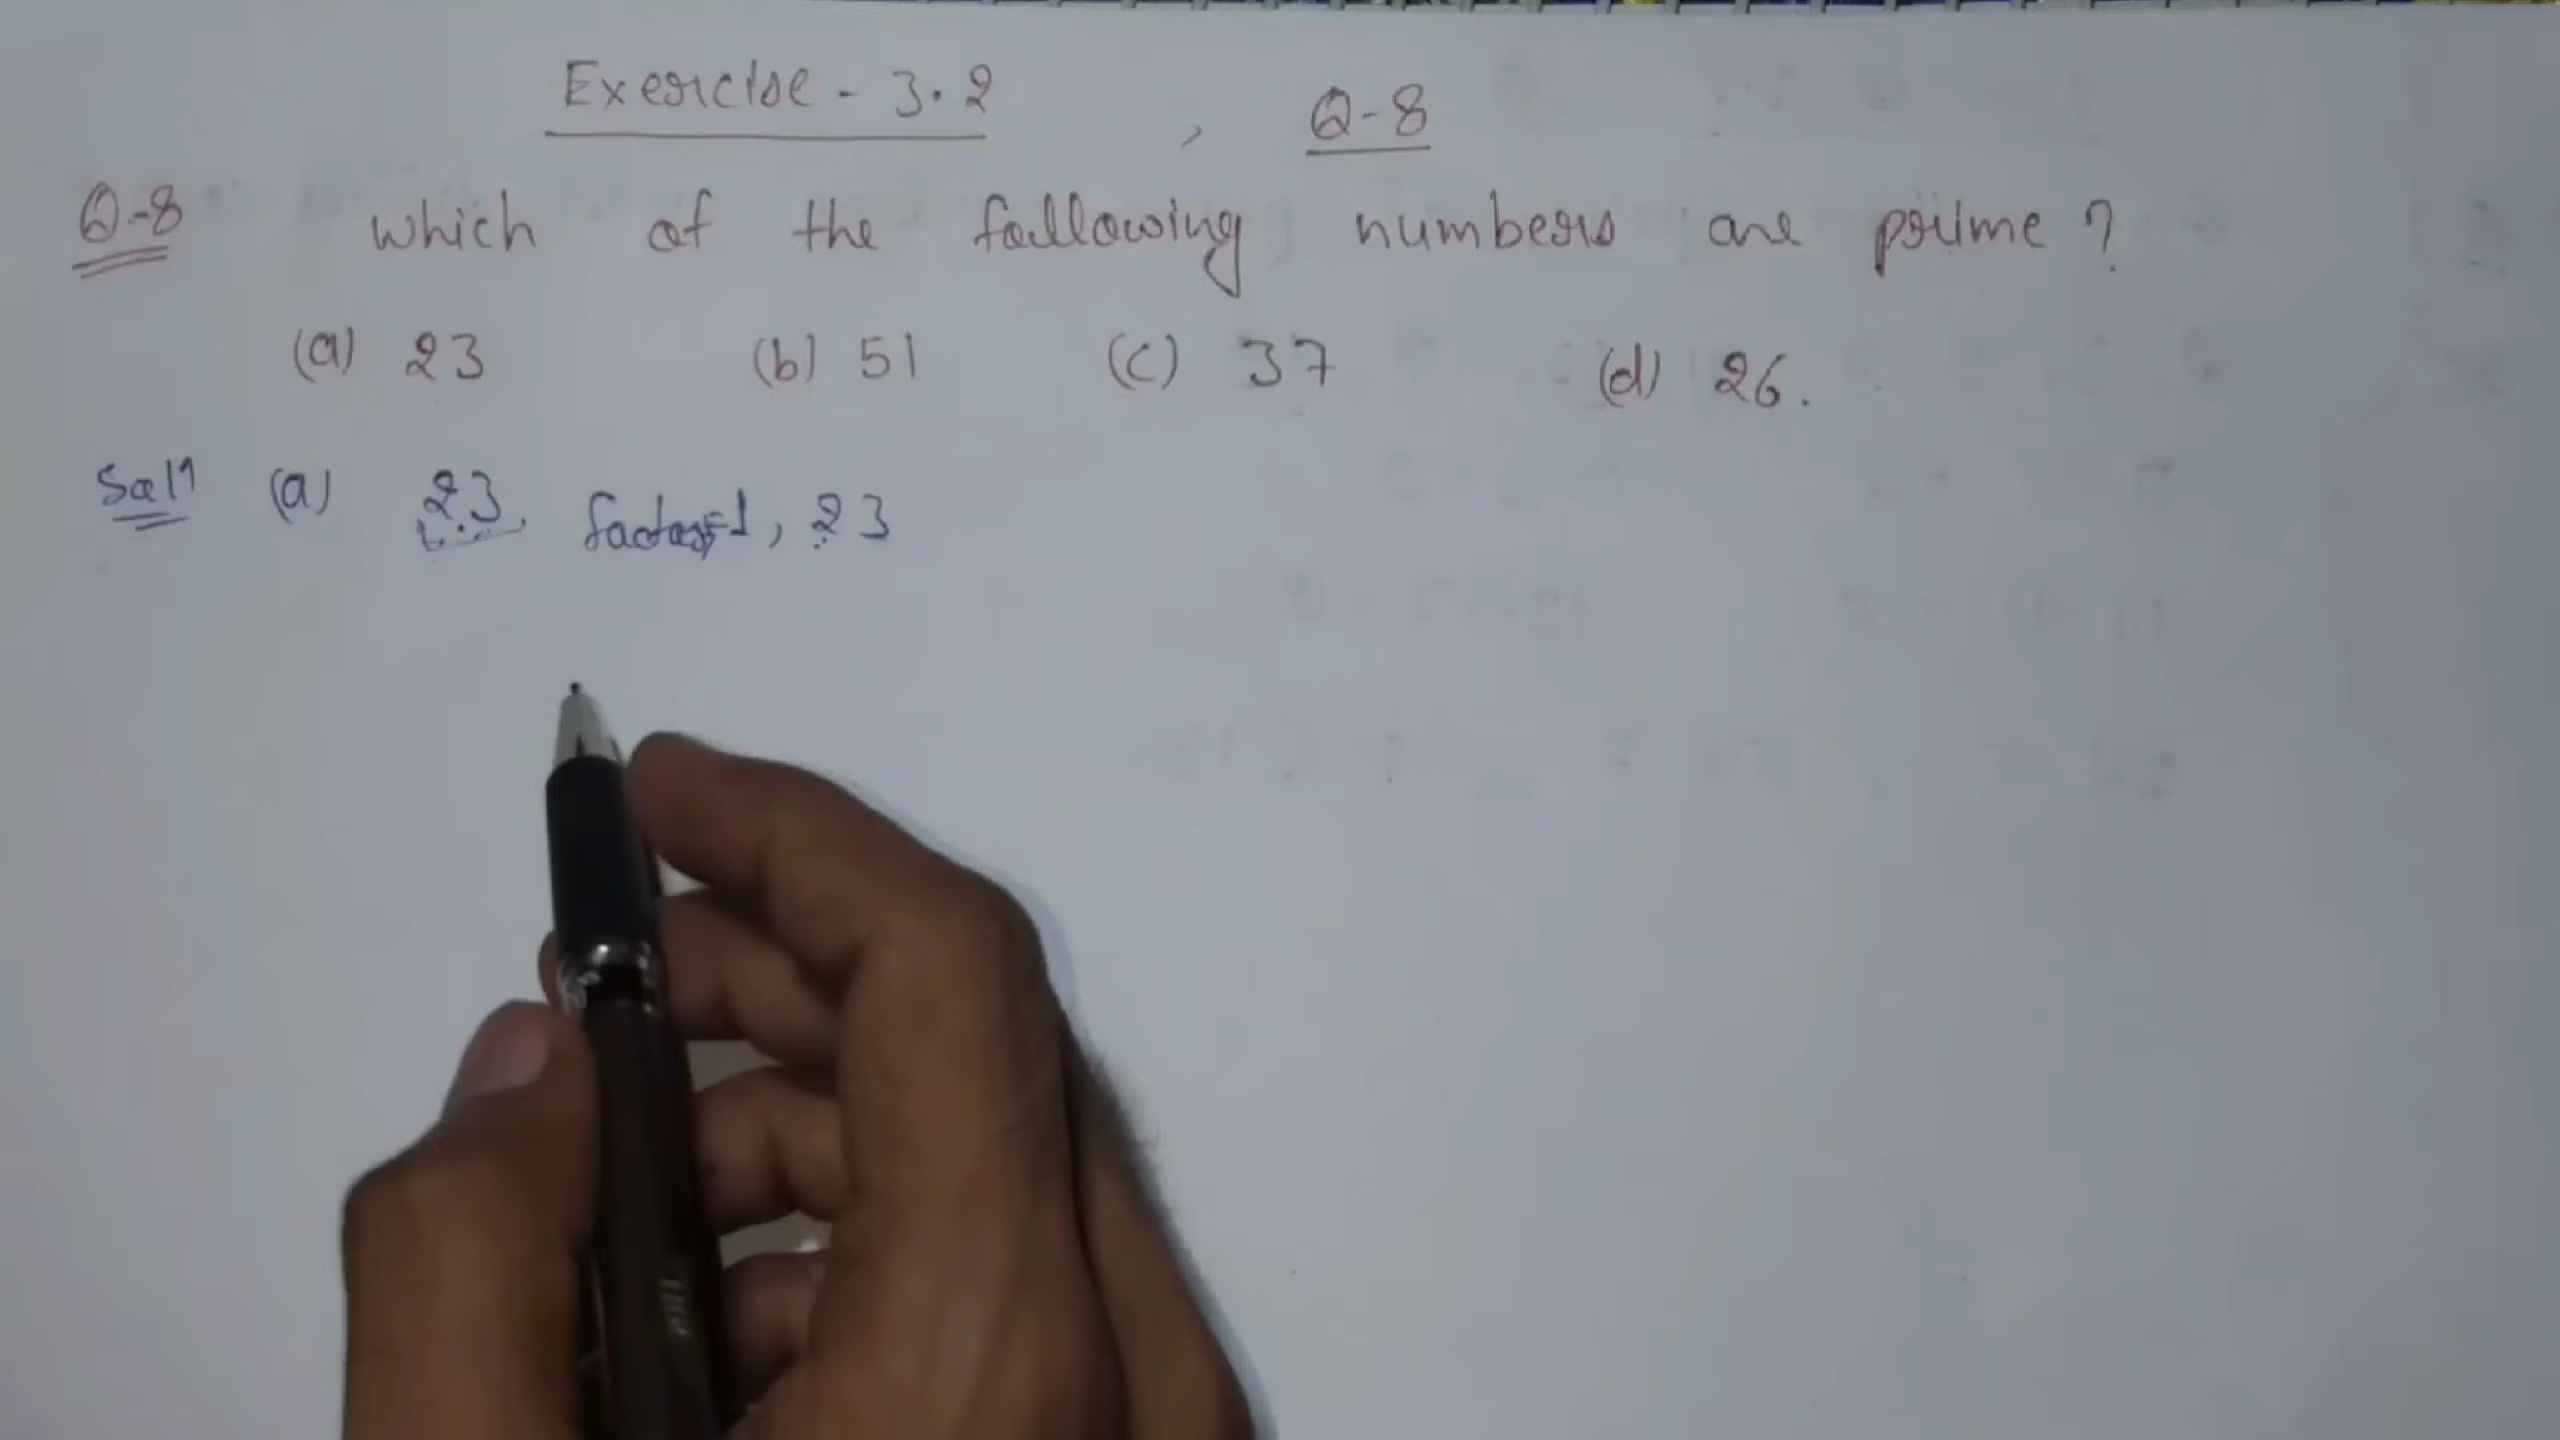 Exercise - 3.2 , Q-8
Q-8 which of the following numbers are prime ?
(a) 23 (b) 51 (c) 37 (d) 26.
Sol1 (a) 23, factors=1, 23